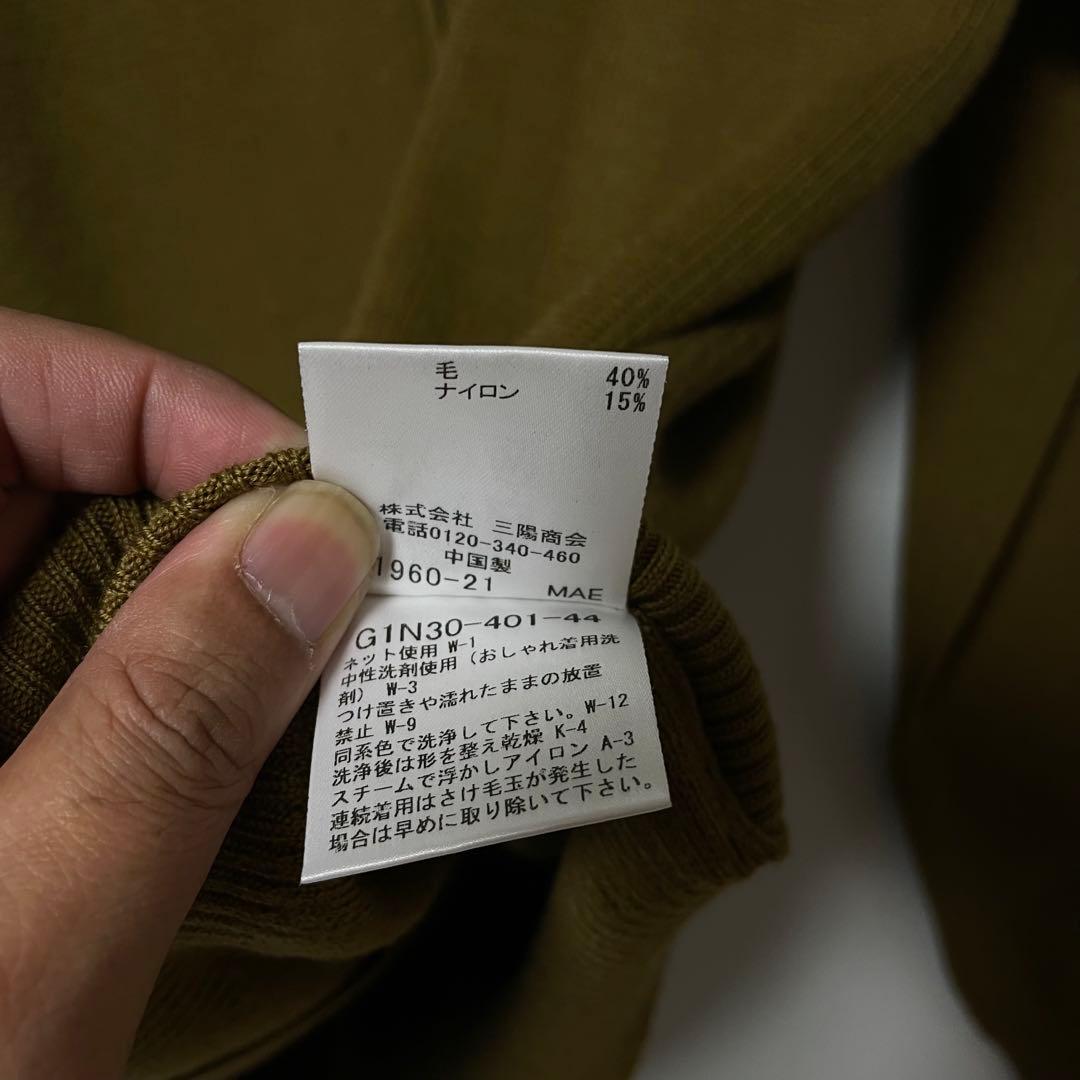 毛 40%
ナイロン 15%
株式会社 三陽商会
電話0120-340-460
中国製
1960-21 MAE
G1N30-401-44
ネット使用 W-1
中性洗剤使用（おしゃれ着用洗
剤） W-3
つけ置きや濡れたままの放置
禁止 W-9
同系色で洗浄して下さい。W-12
洗浄後は形を整え乾燥 K-4
スチームで浮かしアイロン A-3
連続着用はさけ毛玉が発生した
場合は早めに取り除いて下さい。